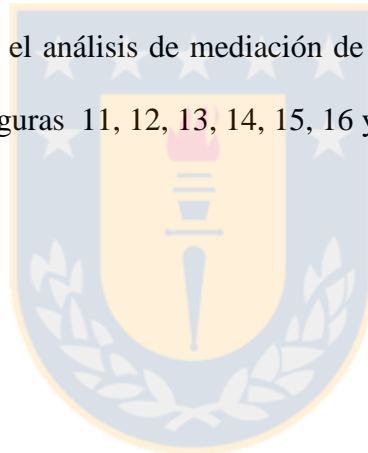 el análisis de mediación de
guras 11, 12, 13, 14, 15, 16 y